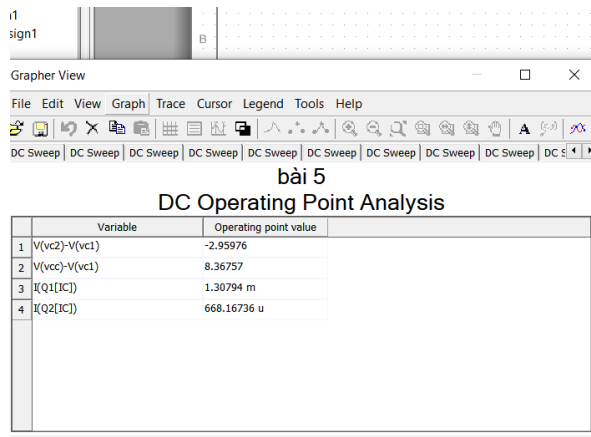 ı1
sign1
B
Grapher View
File Edit View Graph Trace Cursor Legend Tools Help
A
DC Sweep DC Sweep DC Sweep DC Sweep DC Sweep DC Sweep DC Sweep DC Sweep DC Sweep DC S
bài 5
DC Operating Point Analysis
Variable Operating point value
1 V(vc2)-V(vc1) -2.95976
2 V(vcc)-V(vc1) 8.36757
3 I(Q1[IC]) 1.30794 m
4 I(Q2[IC]) 668.16736 u